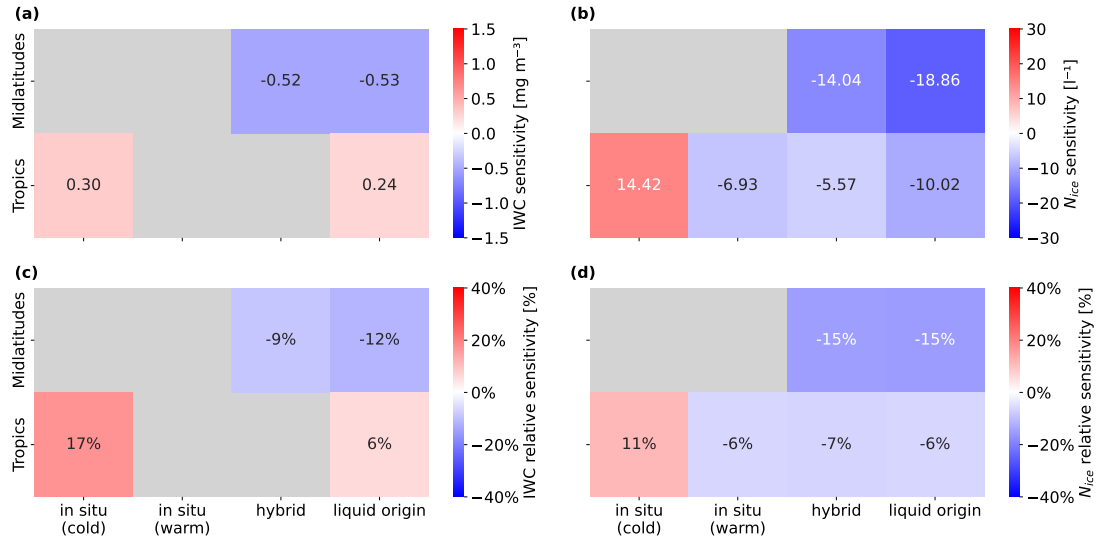 (a)
Midlatitudes
Tropics
-0.52
-0.53
0.30
0.24
1.5
1.0
0.5
0.0
−0.5
−1.0
−1.5
IWC sensitivity [mg m⁻³]
(b)
-14.04
-18.86
14.42
-6.93
-5.57
-10.02
30
20
10
0
−10
−20
−30
Nice sensitivity [l⁻¹]
(c)
Midlatitudes
Tropics
-9%
-12%
17%
6%
in situ
(cold)
in situ
(warm)
hybrid
liquid origin
40%
20%
0%
−20%
−40%
IWC relative sensitivity [%]
(d)
-15%
-15%
11%
-6%
-7%
-6%
in situ
(cold)
in situ
(warm)
hybrid
liquid origin
40%
20%
0%
−20%
−40%
Nice relative sensitivity [%]